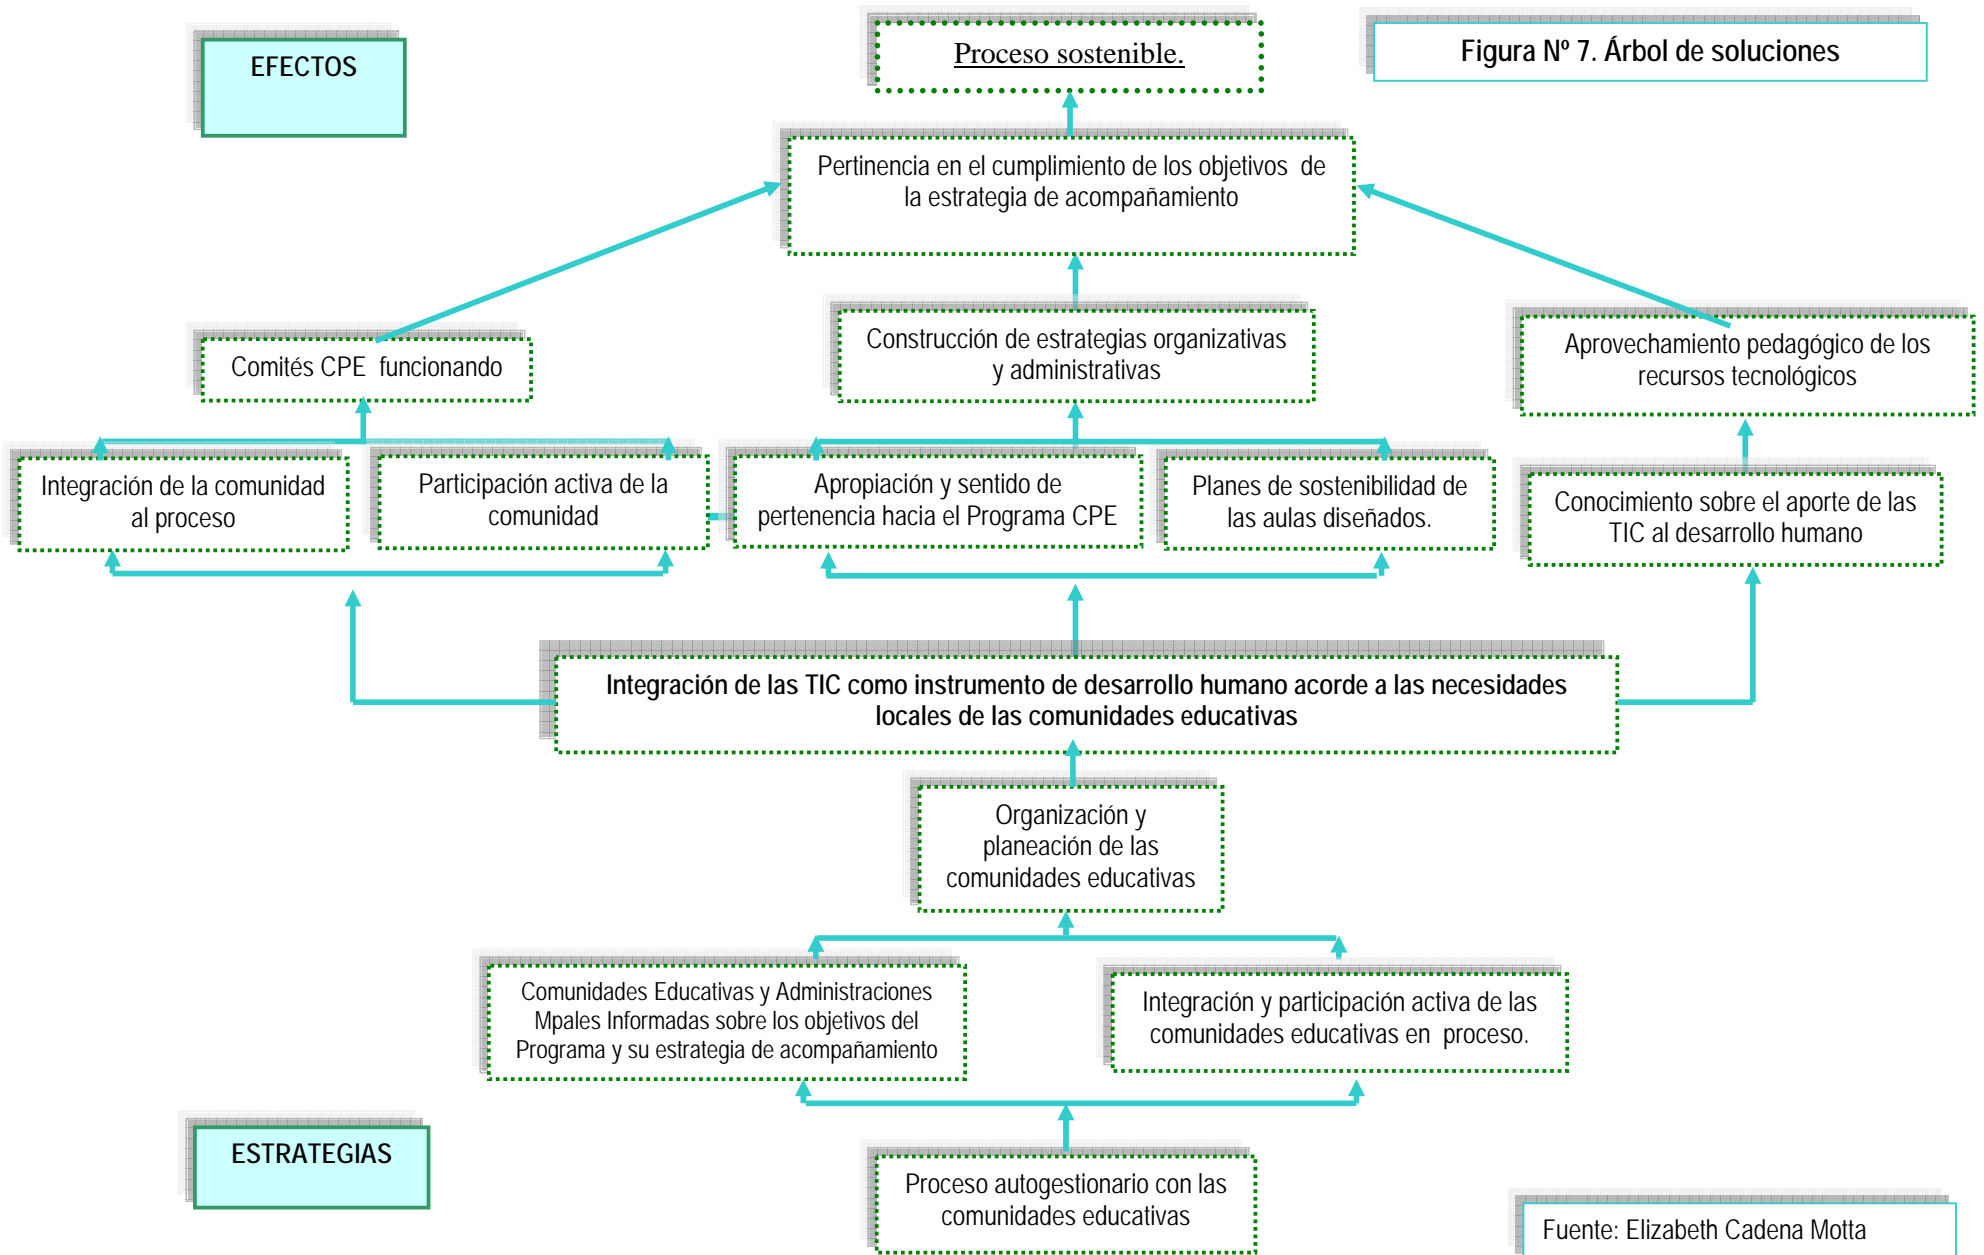 EFECTOS
Proceso sostenible.
Figura Nº 7. Árbol de soluciones
Pertinencia en el cumplimiento de los objetivos de
la estrategia de acompañamiento
Comités CPE funcionando
Construcción de estrategias organizativas
y administrativas
Aprovechamiento pedagógico de los
recursos tecnológicos
Integración de la comunidad
al proceso
Participación activa de la
comunidad
Apropiación y sentido de
pertenencia hacia el Programa CPE
Planes de sostenibilidad de
las aulas diseñados.
Conocimiento sobre el aporte de las
TIC al desarrollo humano
Integración de las TIC como instrumento de desarrollo humano acorde a las necesidades
locales de las comunidades educativas
Organización y
planeación de las
comunidades educativas
Comunidades Educativas y Administraciones
Mpales Informadas sobre los objetivos del
Programa y su estrategia de acompañamiento
Integración y participación activa de las
comunidades educativas en proceso.
ESTRATEGIAS
Proceso autogestionario con las
comunidades educativas
Fuente: Elizabeth Cadena Motta